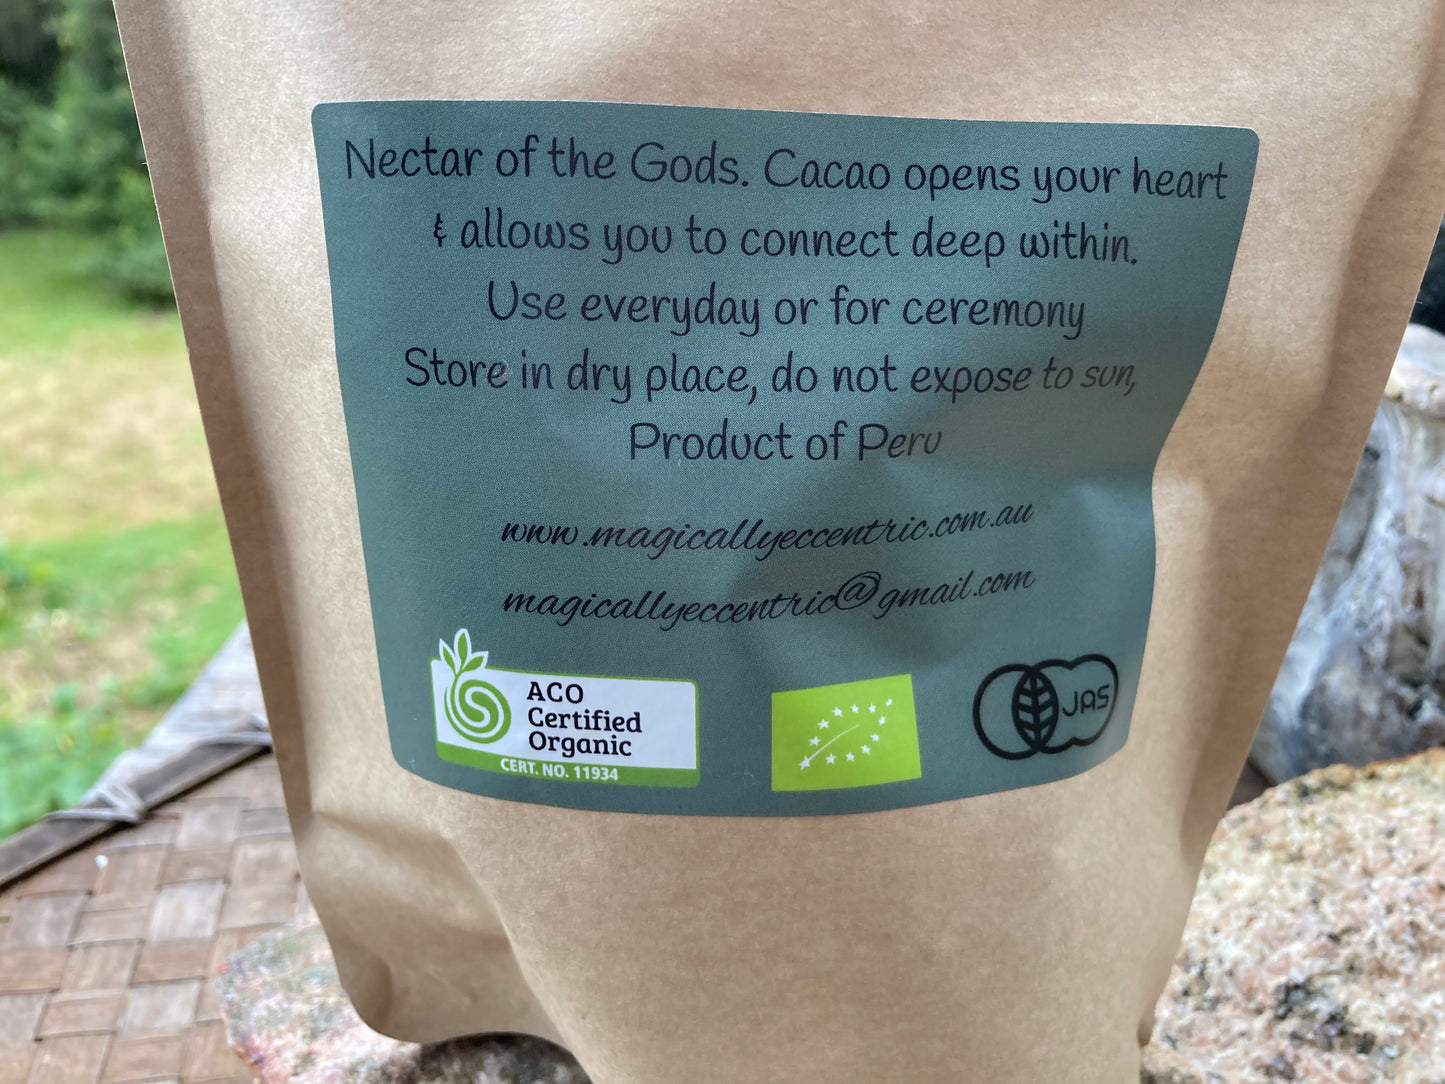 Nectar of the Gods. Cacao opens your heart
& allows you to connect deep within.
Use everyday or for ceremony
Store in dry place, do not expose to sun,
Product of Peru
www.magicallyeccentric.com.au
magicallyeccentric@gmail.com
ACO
Certified
Organic
CERT. NO. 11934
JAS